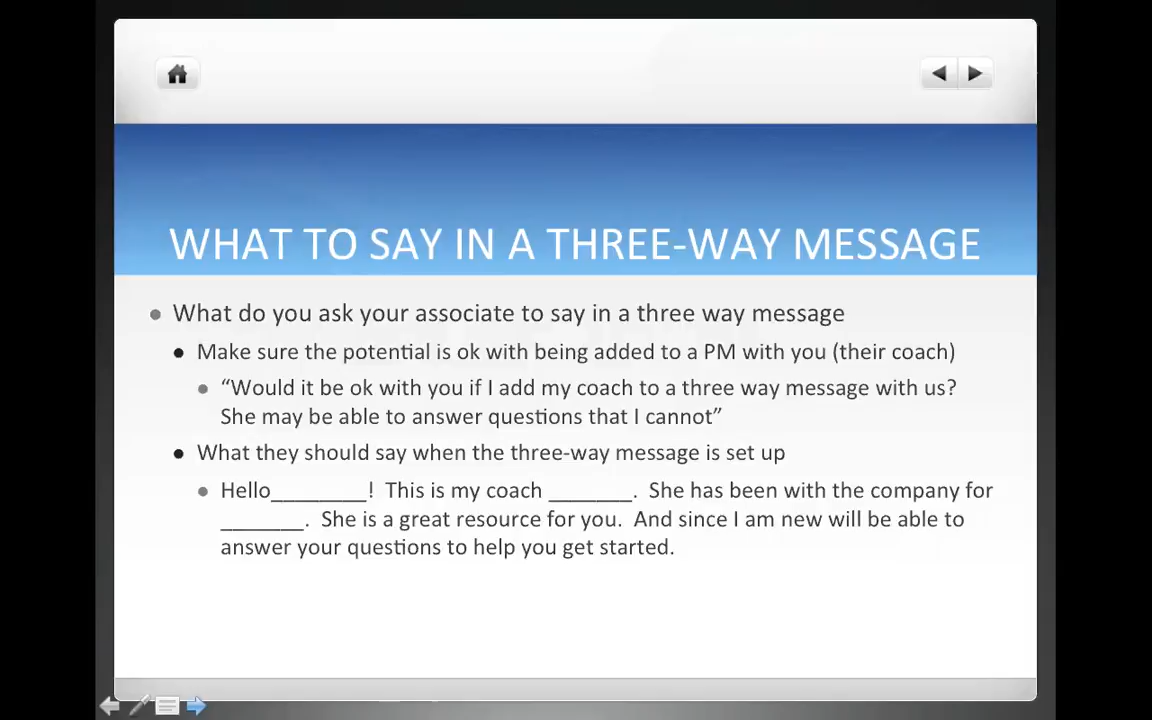 WHAT TO SAY IN A THREE-WAY MESSAGE
What do you ask your associate to say in a three way message
Make sure the potential is ok with being added to a PM with you (their coach)
“Would it be ok with you if I add my coach to a three way message with us?
She may be able to answer questions that I cannot”
What they should say when the three-way message is set up
Hello________! This is my coach _______. She has been with the company for
_______. She is a great resource for you. And since I am new will be able to
answer your questions to help you get started.